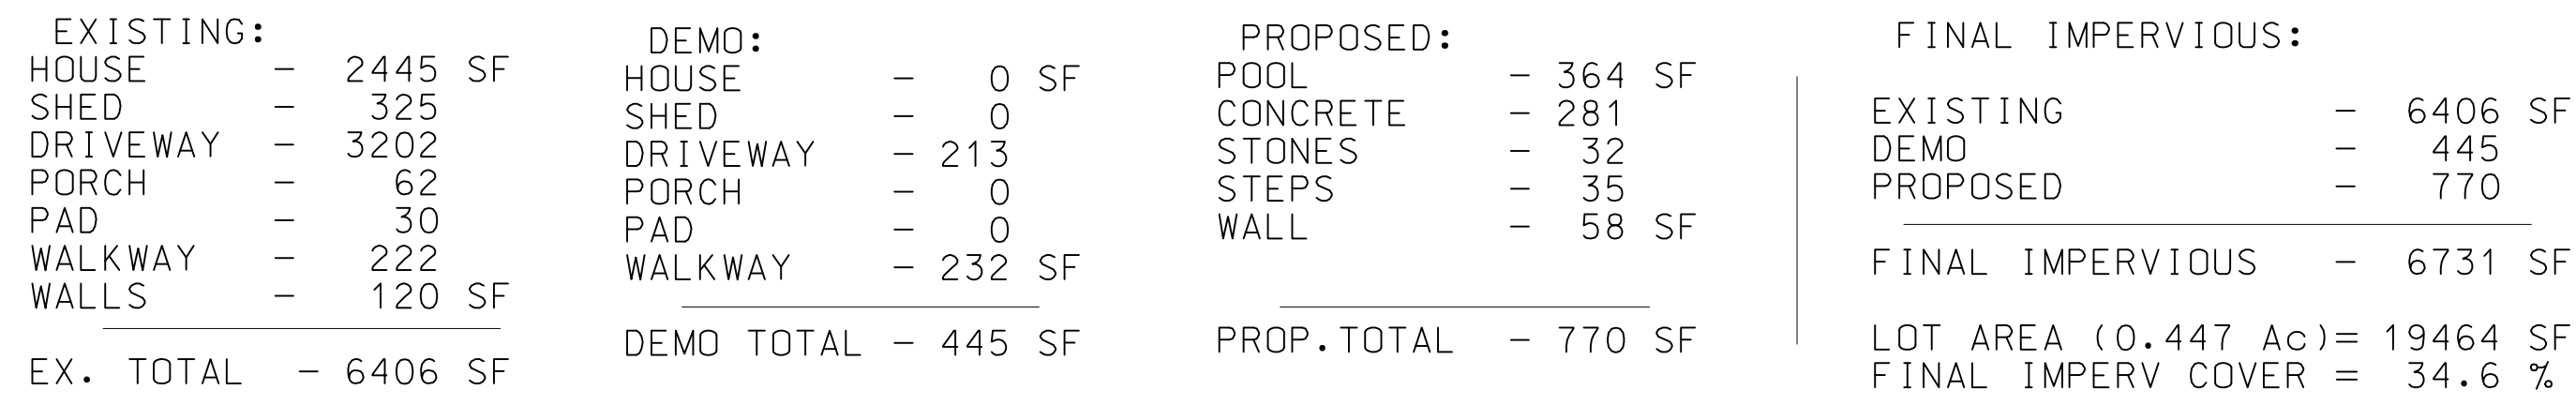 EXISTING:
HOUSE - 2445 SF
SHED - 325
DRIVEWAY - 3202
PORCH - 62
PAD - 30
WALKWAY - 222
WALLS - 120 SF
EX. TOTAL - 6406 SF
DEMO:
HOUSE - 0 SF
SHED - 0
DRIVEWAY - 213
PORCH - 0
PAD - 0
WALKWAY - 232 SF
DEMO TOTAL - 445 SF
PROPOSED:
POOL - 364 SF
CONCRETE - 281
STONES - 32
STEPS - 35
WALL - 58 SF
PROP.TOTAL - 770 SF
FINAL IMPERVIOUS:
EXISTING - 6406 SF
DEMO - 445
PROPOSED - 770
FINAL IMPERVIOUS - 6731 SF
LOT AREA (0.447 Ac)= 19464 SF
FINAL IMPERV COVER = 34.6 %